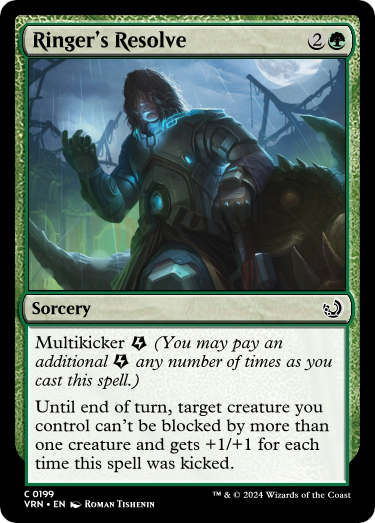 Ringer's Resolve 2
Sorcery
Multikicker (You may pay an
additional any number of times as you
cast this spell.)
Until end of turn, target creature you
control can't be blocked by more than
one creature and gets +1/+1 for each
time this spell was kicked.
C 0199 ™ & © 2024 Wizards of the Coast
VRN • EN Roman Tishenin